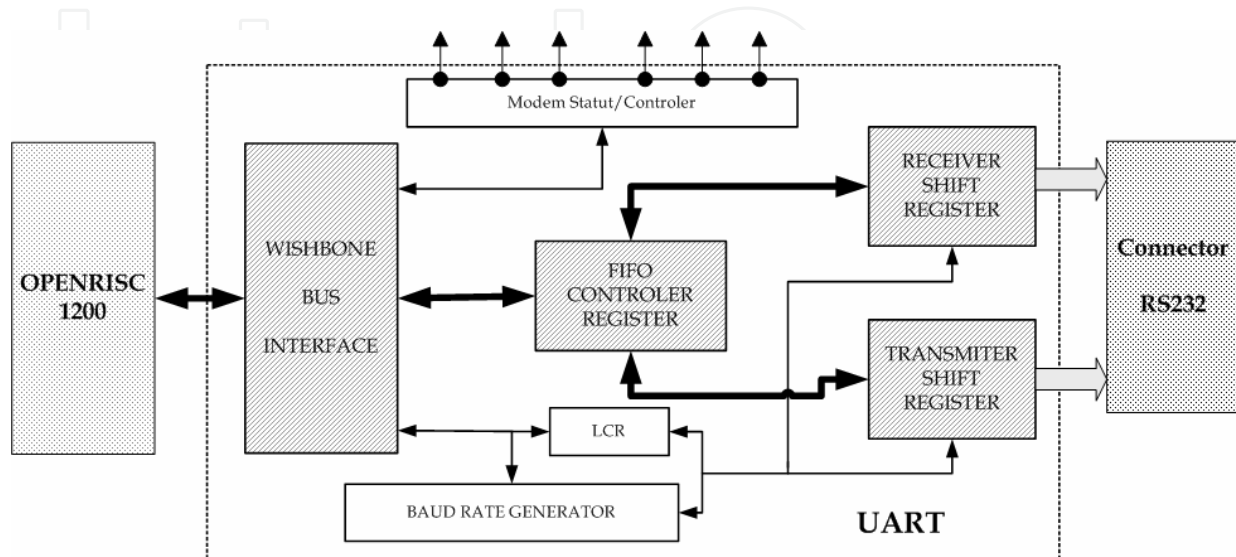 Modem Statut/Controler
OPENRISC
1200
WISHBONE
BUS
INTERFACE
FIFO
CONTROLER
REGISTER
RECEIVER
SHIFT
REGISTER
TRANSMITER
SHIFT
REGISTER
Connector
RS232
LCR
BAUD RATE GENERATOR
UART